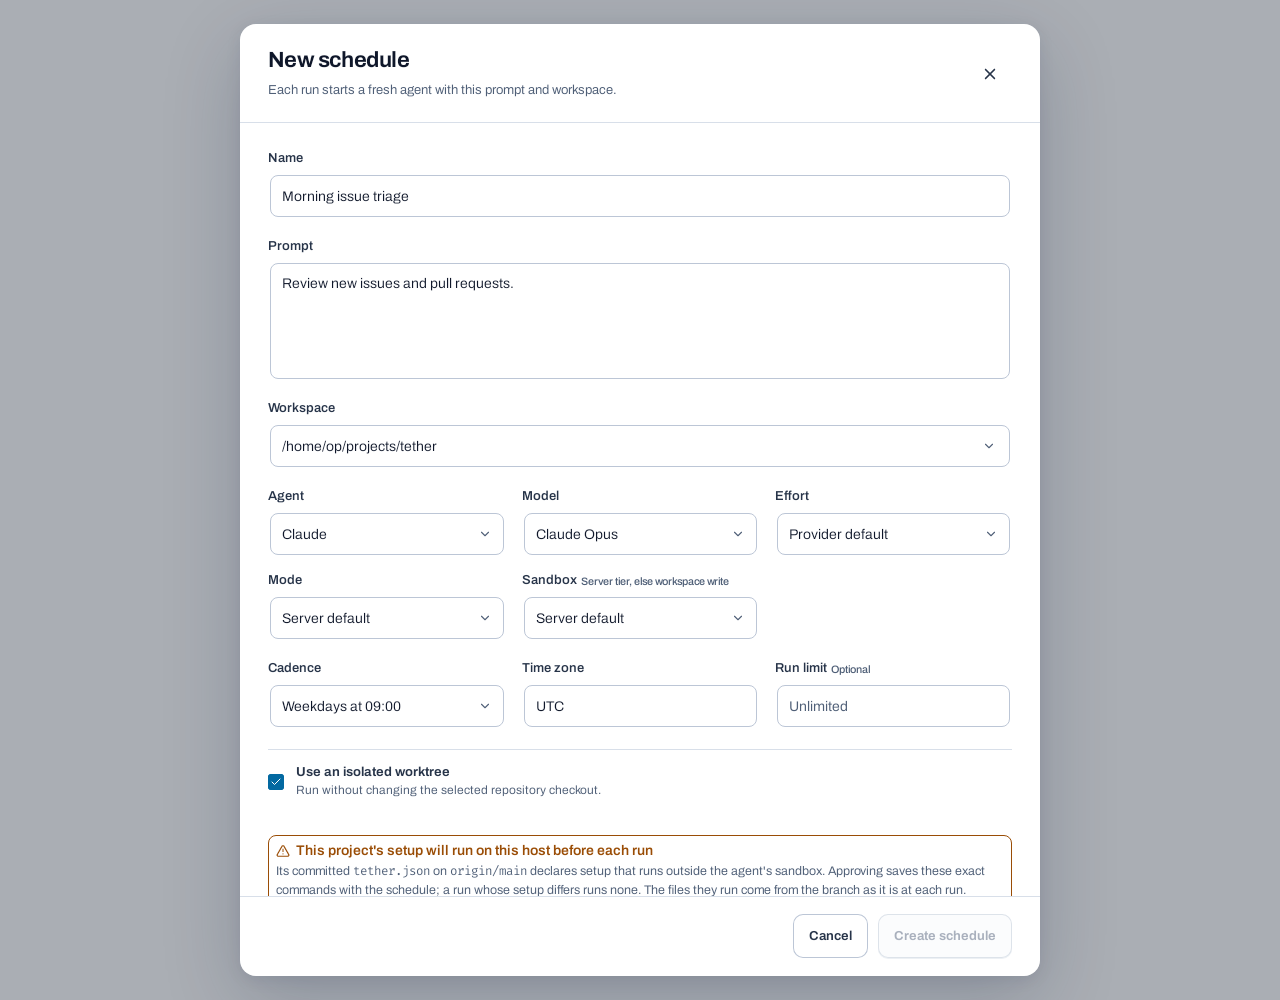 New schedule
Each run starts a fresh agent with this prompt and workspace.
Name
Morning issue triage
Prompt
Review new issues and pull requests.
Workspace
/home/op/projects/tether
Agent
Model
Effort
Claude
Claude Opus
Provider default
Mode
Sandbox Server tier, else workspace write
Server default
Server default
Cadence
Time zone
Run limit Optional
Weekdays at 09:00
UTC
Unlimited
Use an isolated worktree
Run without changing the selected repository checkout.
This project's setup will run on this host before each run
Its committed tether.json on origin/main declares setup that runs outside the agent's sandbox. Approving saves these exact
commands with the schedule; a run whose setup differs runs none. The files they run come from the branch as it is at each run.
Cancel
Create schedule